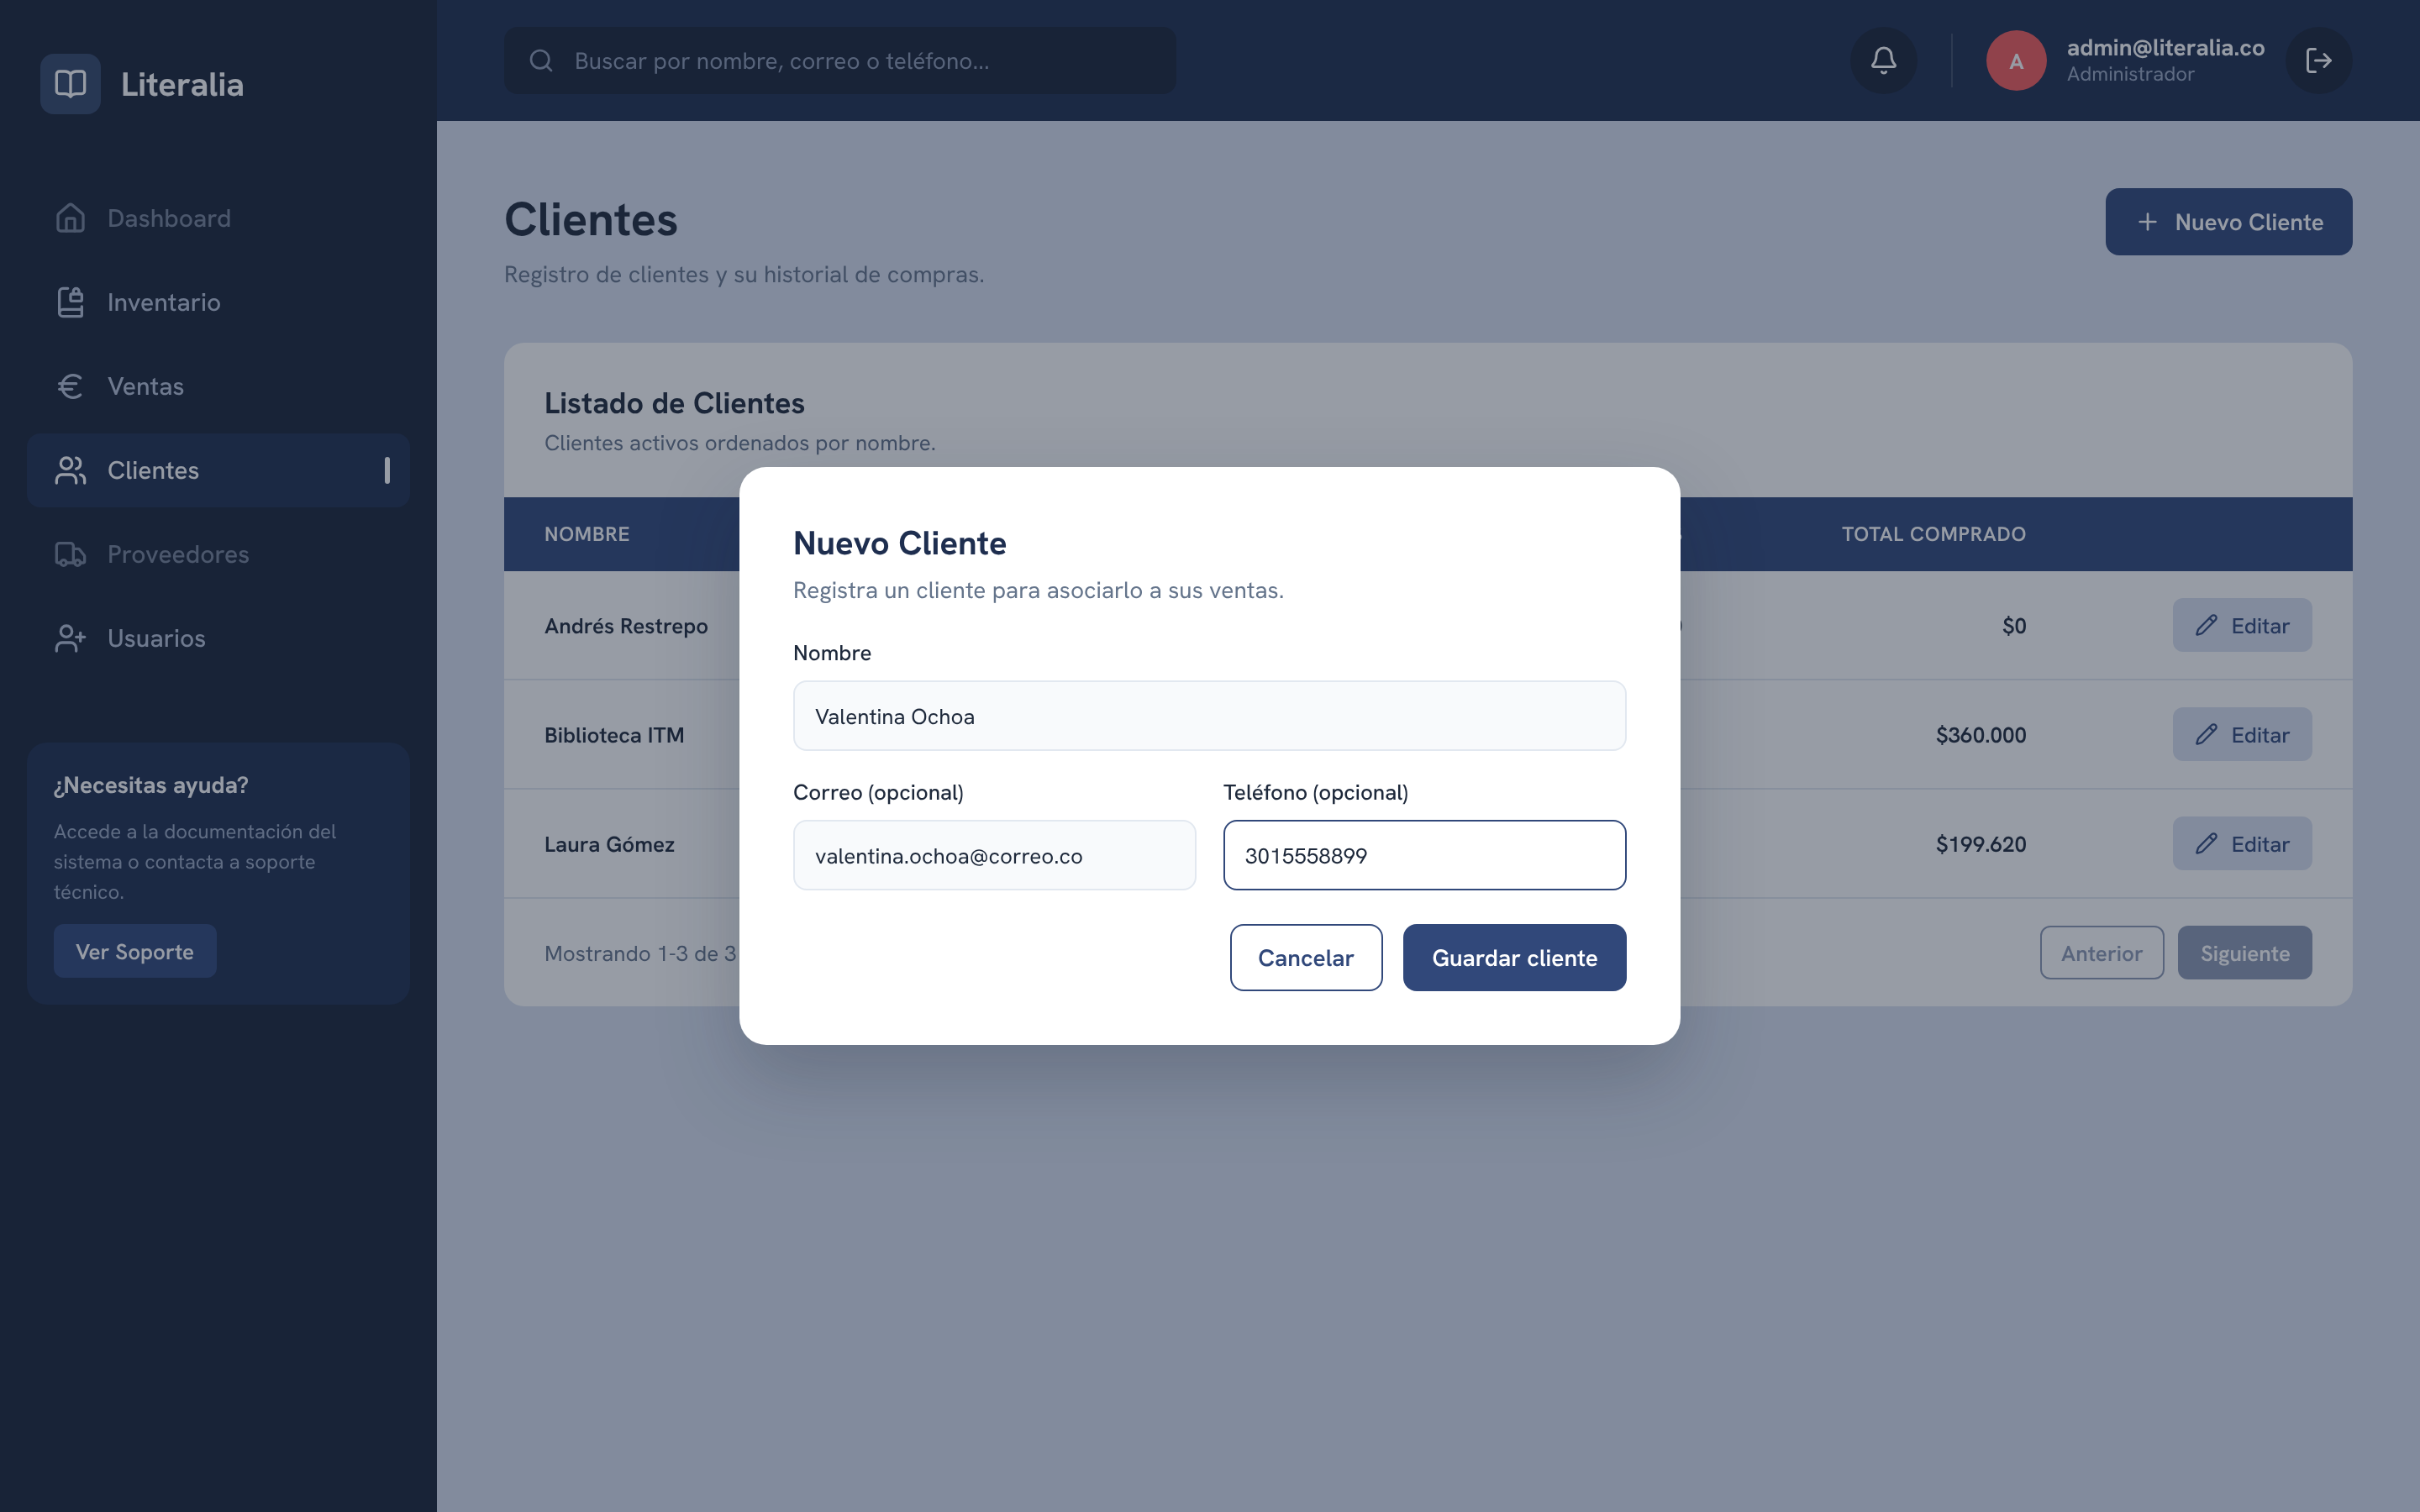 Literalia
Dashboard
Inventario
Ventas
Clientes
Proveedores
Usuarios
¿Necesitas ayuda?
Accede a la documentación del
sistema o contacta a soporte
técnico.
Ver Soporte
Buscar por nombre, correo o teléfono...
A
admin@literalia.co
Administrador
Clientes
Registro de clientes y su historial de compras.
Nuevo Cliente
Listado de Clientes
Clientes activos ordenados por nombre.
NOMBRE
TOTAL COMPRADO
Andrés Restrepo
$0
Editar
Biblioteca ITM
$360.000
Editar
Laura Gómez
$199.620
Editar
Mostrando 1-3 de 3
Anterior
Siguiente
Nuevo Cliente
Registra un cliente para asociarlo a sus ventas.
Nombre
Valentina Ochoa
Correo (opcional)
Teléfono (opcional)
valentina.ochoa@correo.co
3015558899
Cancelar
Guardar cliente